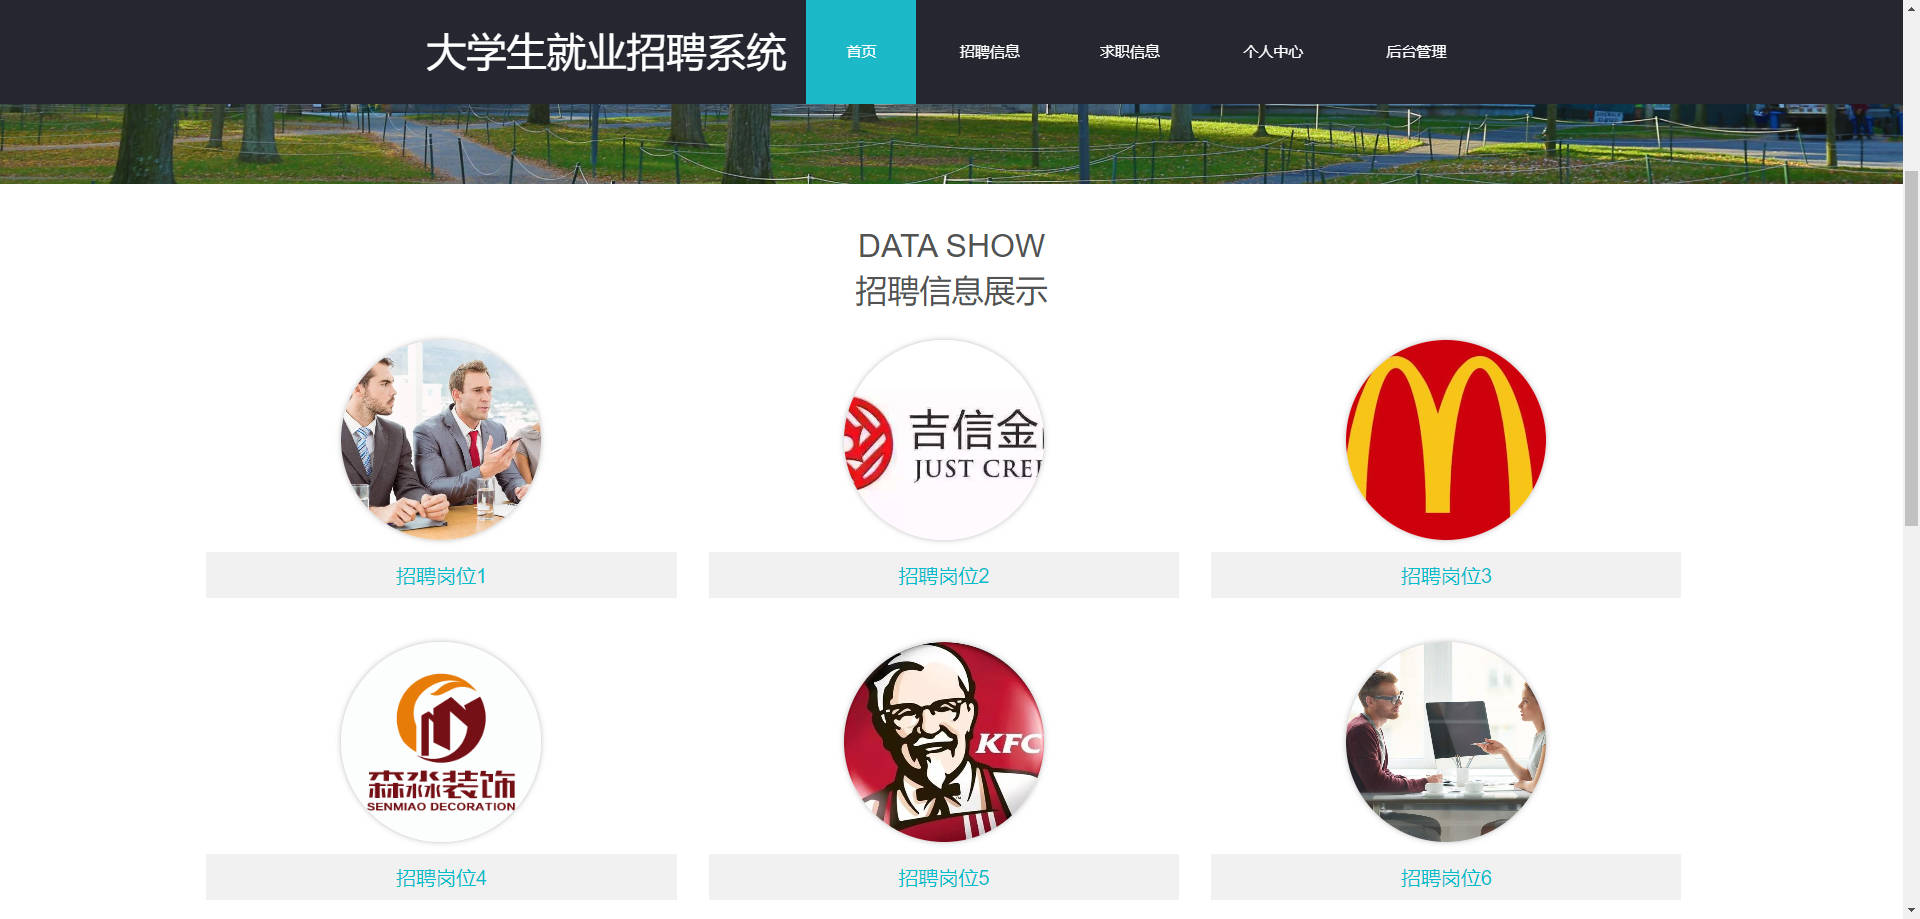 大学生就业招聘系统 首页 招聘信息 求职信息 个人中心 后台管理
DATA SHOW
招聘信息展示
吉信金
JUST CRE
招聘岗位1 招聘岗位2 招聘岗位3
森淼装饰
SENMIAO DECORATION
KFC
招聘岗位4 招聘岗位5 招聘岗位6